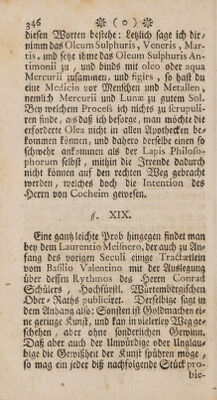 346 ❧ ( o ) ❧
diesen Worten bestehe: Letzlich sage ich dir-
nimm das Oleum Sulphuris, Veneris, Mar-
tis, und setze ihme das Oleum Sulphuris An-
timonii zu, und binds mit oleo oder aqua
Mercurii zusammen, und figirs, so hast du
eine Medicin vor Menschen und Metallen,
nemlich Mercurii und Lunæ zu gutem Sol.
Bey welchem Process ich nichts zu scrupuli-
ren finde, als daß ich besorge, man möchte die
erforderte Olea nicht in allen Apothecken be-
kommen können, und dahero derselbe einen so
schwehr ankommen als der Lapis Philoso-
phorum selbst, mithin die Irrende dadurch
nicht können auf den rechten Weg gebracht
werden, welches doch die Intention des
Herrn von Cocheim gewesen.
§. XIX.
Eine gantz leichte Prob hingegen findet man
bey dem Laurentio Meisnero, der auch zu An-
fang des vorigen Seculi einige Tractætlein
vom Basilio Valentino mit der Auslegung
über dessen Rythmos des Herrn Conrad
Schülers, Hochfürstl. Würtembergischen
Ober-Raths publiciret. Derselbige sagt in
dem Anhang also: Sonsten ist Goldmachen ei-
ne geringe Kunst, und kan in vielerley Weg ge-
schehen, aber ohne sonderlichen Gewinn.
Daß aber auch der Unwürdige oder Unglau-
bige die Gewißheit der Kunst spühren möge,
so mag ein jeder diß nachfolgende Stück pro-
bie-